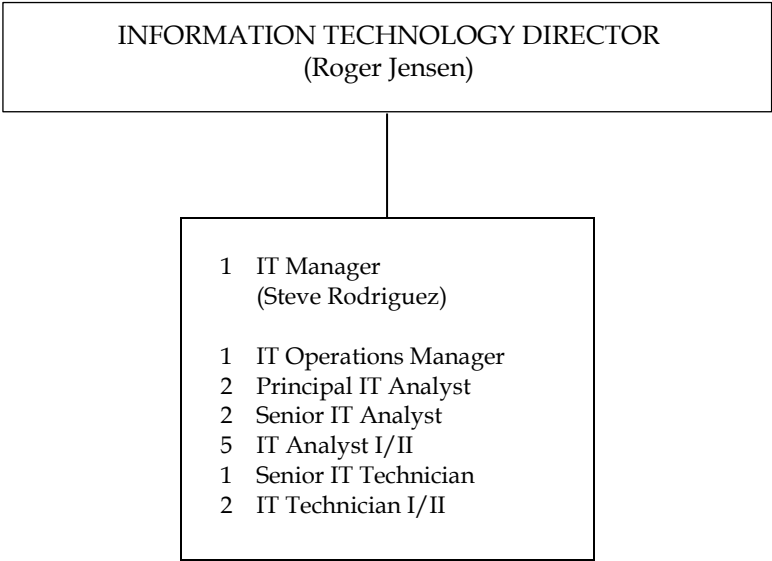 INFORMATION TECHNOLOGY DIRECTOR
(Roger Jensen)
1 IT Manager
(Steve Rodriguez)
1 IT Operations Manager
2 Principal IT Analyst
2 Senior IT Analyst
5 IT Analyst I/II
1 Senior IT Technician
2 IT Technician I/II